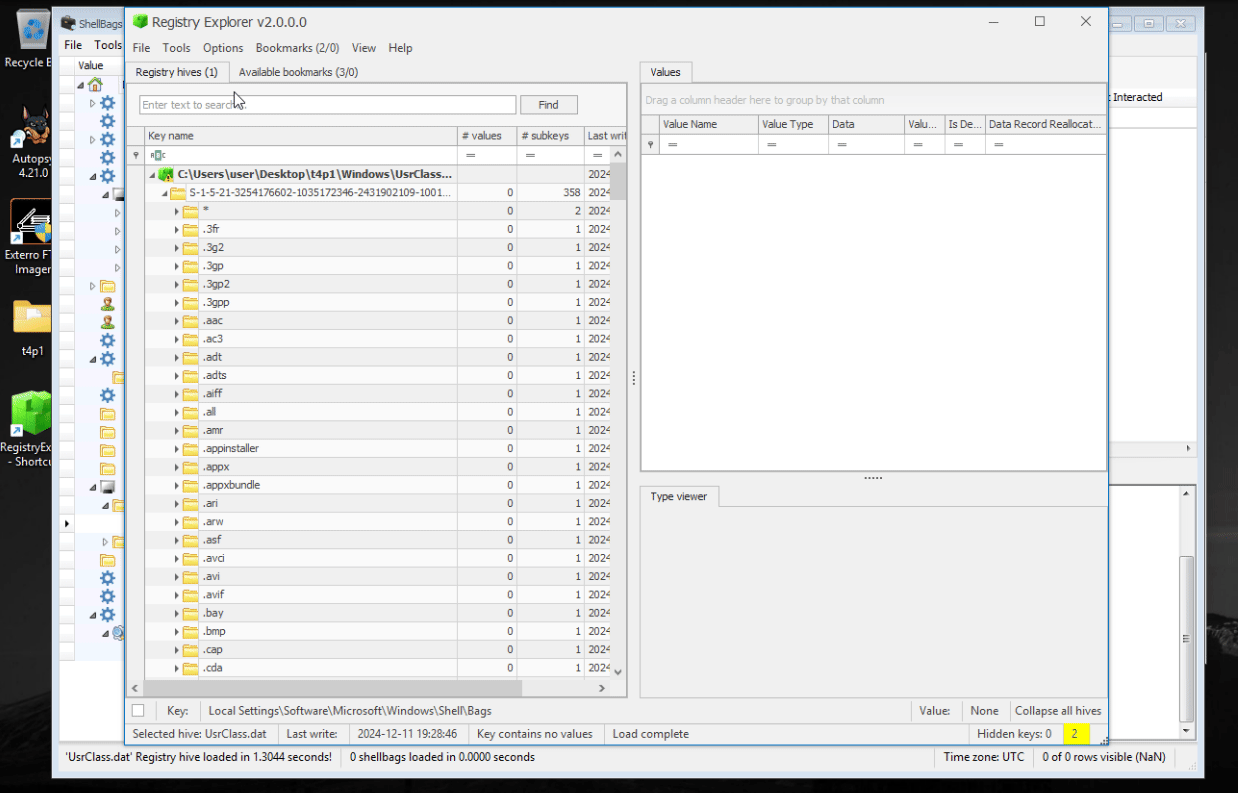 Recycle B
Autopsy
4.21.0
Exterro FT
Imager
t4p1
RegistryEx
- Shortcu
ShellBags
File Tools
Value
Interacted
Registry Explorer v2.0.0.0
File Tools Options Bookmarks (2/0) View Help
Registry hives (1) Available bookmarks (3/0)
Enter text to search... Find
Key name # values # subkeys Last writ
= = =
C:\Users\user\Desktop\t4p1\Windows\UsrClass... 2024
S-1-5-21-3254176602-1035172346-2431902109-1001... 0 358 2024
* 0 2 2024
.3fr 0 1 2024
.3g2 0 1 2024
.3gp 0 1 2024
.3gp2 0 1 2024
.3gpp 0 1 2024
.aac 0 1 2024
.ac3 0 1 2024
.adt 0 1 2024
.adts 0 1 2024
.aiff 0 1 2024
.all 0 1 2024
.amr 0 1 2024
.appinstaller 0 1 2024
.appx 0 1 2024
.appxbundle 0 1 2024
.ari 0 1 2024
.arw 0 1 2024
.asf 0 1 2024
.avci 0 1 2024
.avi 0 1 2024
.avif 0 1 2024
.bay 0 1 2024
.bmp 0 1 2024
.cap 0 1 2024
.cda 0 1 2024
Values
Drag a column header here to group by that column
Value Name Value Type Data Valu... Is De... Data Record Reallocat...
= = = = = =
Type viewer
Key: Local Settings\Software\Microsoft\Windows\Shell\Bags Value: None Collapse all hives
Selected hive: UsrClass.dat Last write: 2024-12-11 19:28:46 Key contains no values Load complete Hidden keys: 0 2
'UsrClass.dat' Registry hive loaded in 1.3044 seconds! 0 shellbags loaded in 0.0000 seconds Time zone: UTC 0 of 0 rows visible (NaN)